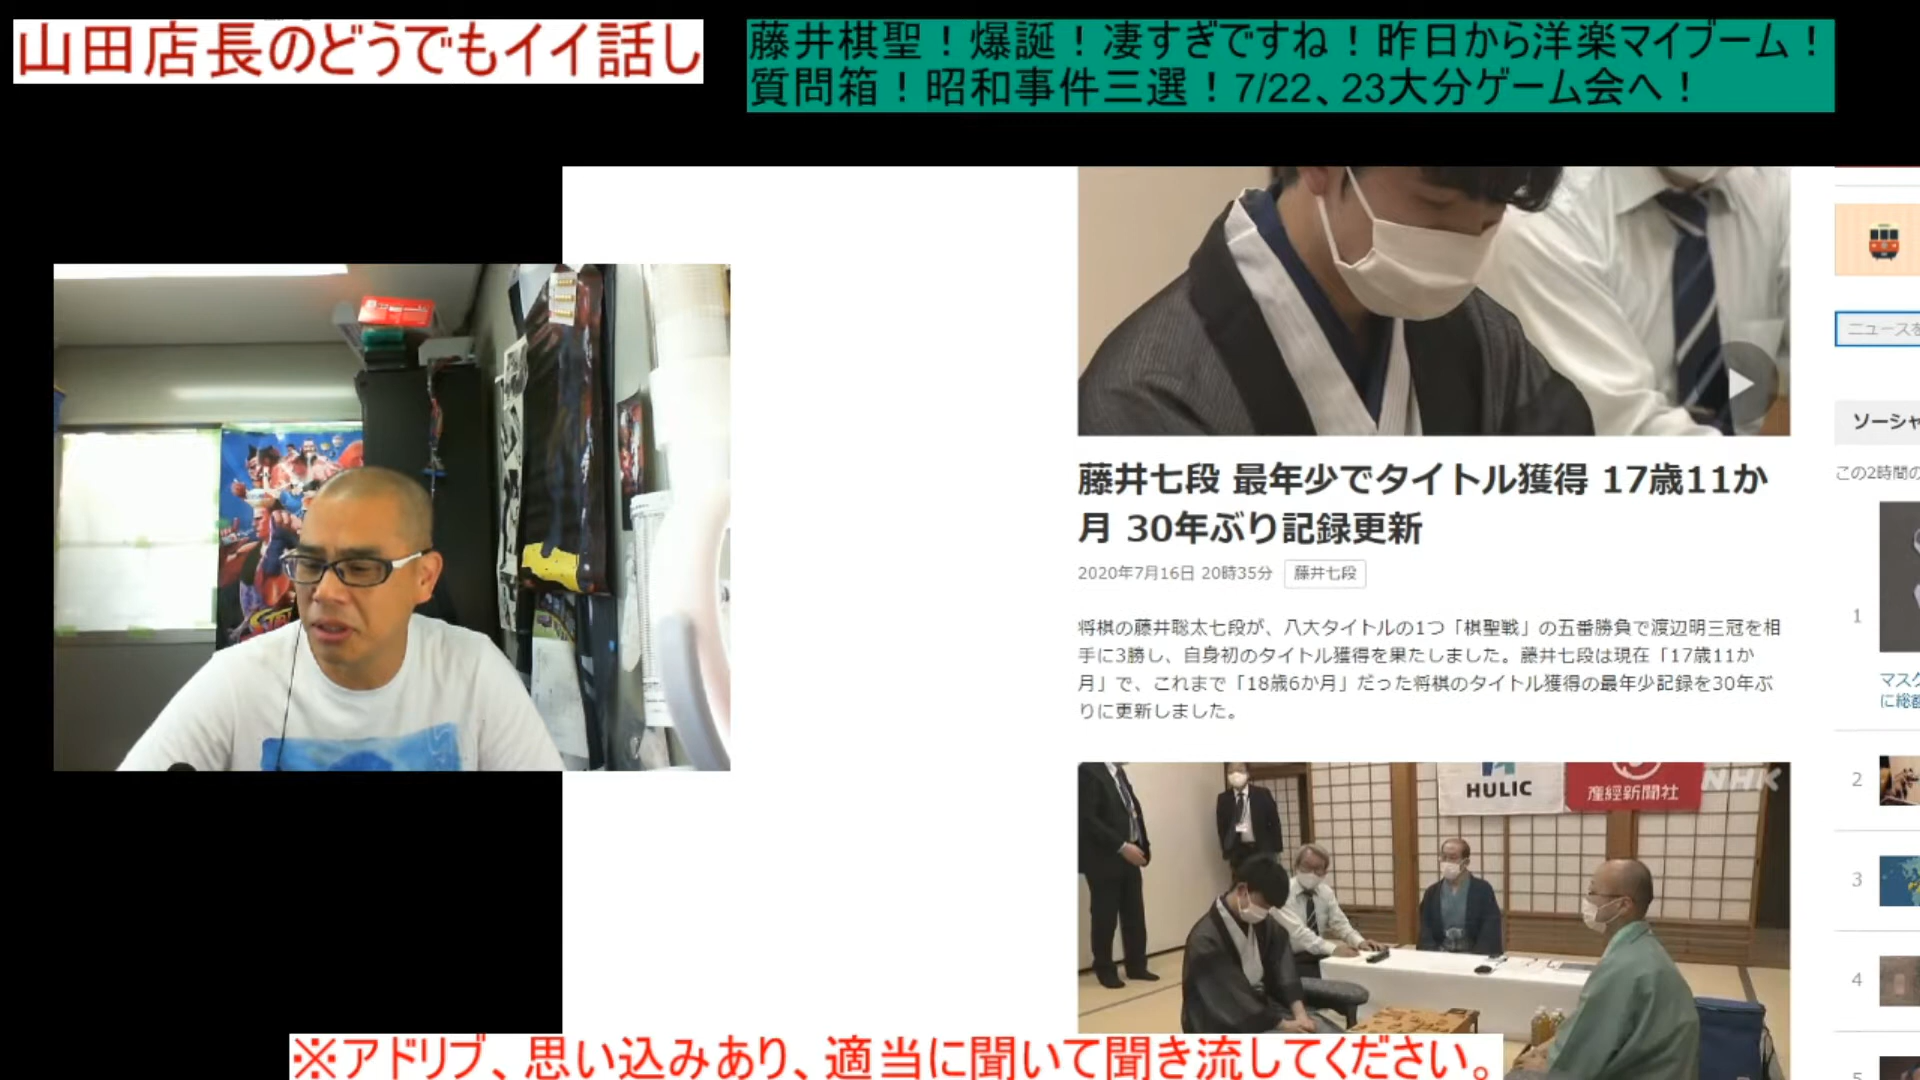 山田店長のどうでもイイ話し
藤井棋聖！爆誕！凄すぎですね！昨日から洋楽マイブーム！
質問箱！昭和事件三選！7/22、23大分ゲーム会へ！
ニュースを
ソーシャ
この2時間の
藤井七段 最年少でタイトル獲得 17歳11か
月 30年ぶり記録更新
2020年7月16日 20時35分 藤井七段
将棋の藤井聡太七段が、八大タイトルの1つ「棋聖戦」の五番勝負で渡辺明三冠を相
手に3勝し、自身初のタイトル獲得を果たしました。藤井七段は現在「17歳11か
月」で、これまで「18歳6か月」だった将棋のタイトル獲得の最年少記録を30年ぶ
りに更新しました。
1
マスク
に総額
2
3
4
5
HULIC
産経新聞社
NHK
※アドリブ、思い込みあり、適当に聞いて聞き流してください。